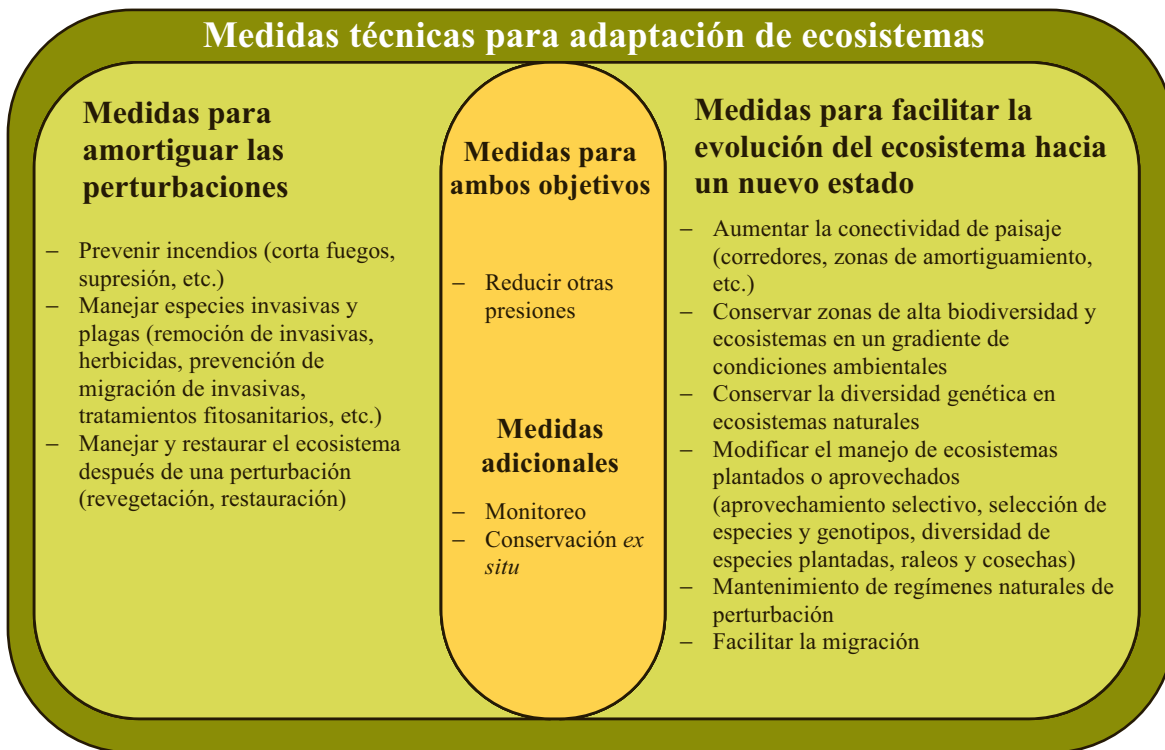 Medidas técnicas para adaptación de ecosistemas
Medidas para
amortiguar las
perturbaciones
– Prevenir incendios (corta fuegos,
supresión, etc.)
– Manejar especies invasivas y
plagas (remoción de invasivas,
herbicidas, prevención de
migración de invasivas,
tratamientos fitosanitarios, etc.)
– Manejar y restaurar el ecosistema
después de una perturbación
(revegetación, restauración)
Medidas para
ambos objetivos
– Reducir otras
presiones
Medidas
adicionales
– Monitoreo
– Conservación ex
situ
Medidas para facilitar la
evolución del ecosistema hacia
un nuevo estado
– Aumentar la conectividad de paisaje
(corredores, zonas de amortiguamiento,
etc.)
– Conservar zonas de alta biodiversidad y
ecosistemas en un gradiente de
condiciones ambientales
– Conservar la diversidad genética en
ecosistemas naturales
– Modificar el manejo de ecosistemas
plantados o aprovechados
(aprovechamiento selectivo, selección de
especies y genotipos, diversidad de
especies plantadas, raleos y cosechas)
– Mantenimiento de regímenes naturales de
perturbación
– Facilitar la migración